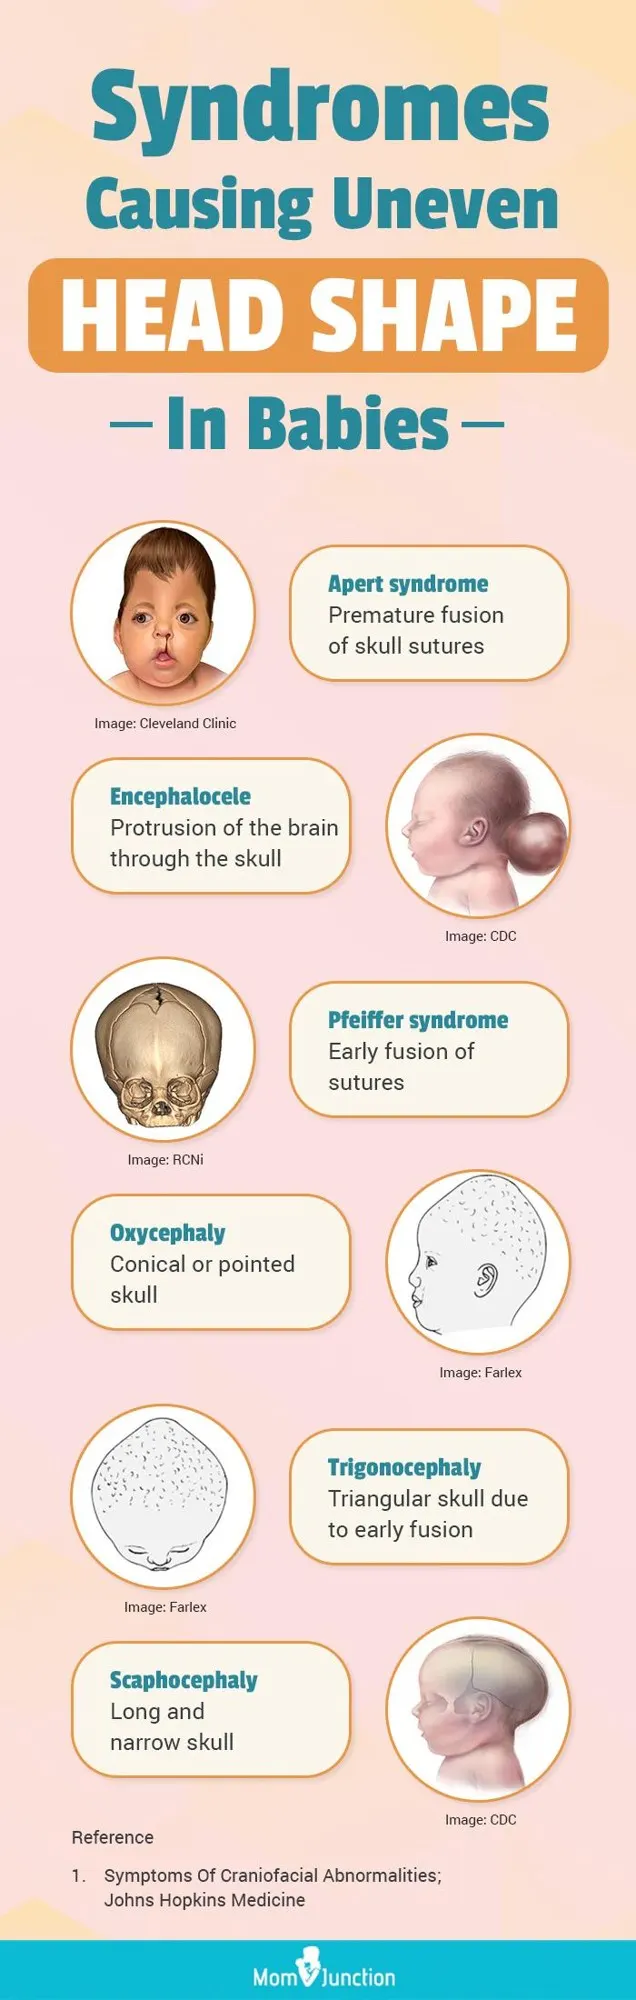 Syndromes
Causing Uneven
HEAD SHAPE
— In Babies —
Apert syndrome
Premature fusion
of skull sutures
Image: Cleveland Clinic
Encephalocele
Protrusion of the brain
through the skull
Image: CDC
Pfeiffer syndrome
Early fusion of
sutures
Image: RCNi
Oxycephaly
Conical or pointed
skull
Image: Farlex
Trigonocephaly
Triangular skull due
to early fusion
Image: Farlex
Scaphocephaly
Long and
narrow skull
Image: CDC
Reference
1. Symptoms Of Craniofacial Abnormalities;
Johns Hopkins Medicine
Mom Junction